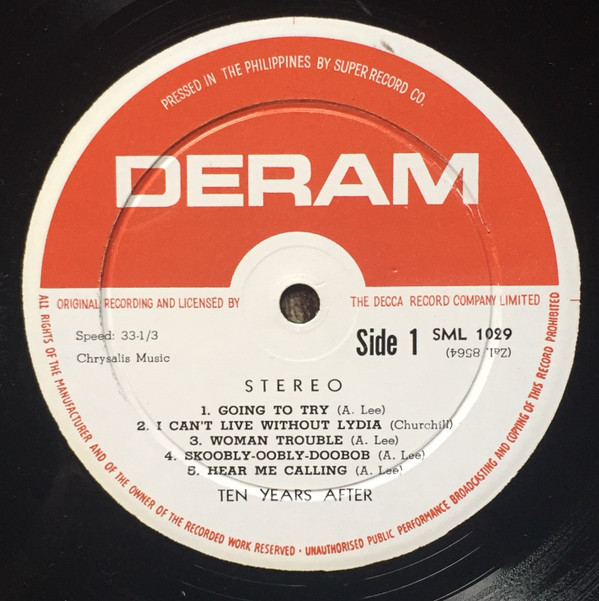 PRESSED IN THE PHILIPPINES BY SUPER RECORD CO.
DERAM
ORIGINAL RECORDING AND LICENSED BY THE DECCA RECORD COMPANY LIMITED
Speed: 33-1/3
Chrysalis Music
Side 1
SML 1029
(ZaL. 8564)
STEREO
1. GOING TO TRY (A. Lee)
2. I CAN'T LIVE WITHOUT LYDIA (Churchill)
3. WOMAN TROUBLE (A. Lee)
4. SKOOBLY-OOBLY-DOOBOB (A. Lee)
5. HEAR ME CALLING (A. Lee)
TEN YEARS AFTER
ALL RIGHTS OF THE MANUFACTURER AND OF THE OWNER OF THE RECORDED WORK RESERVED · UNAUTHORISED PUBLIC PERFORMANCE BROADCASTING AND COPYING OF THIS RECORD PROHIBITED